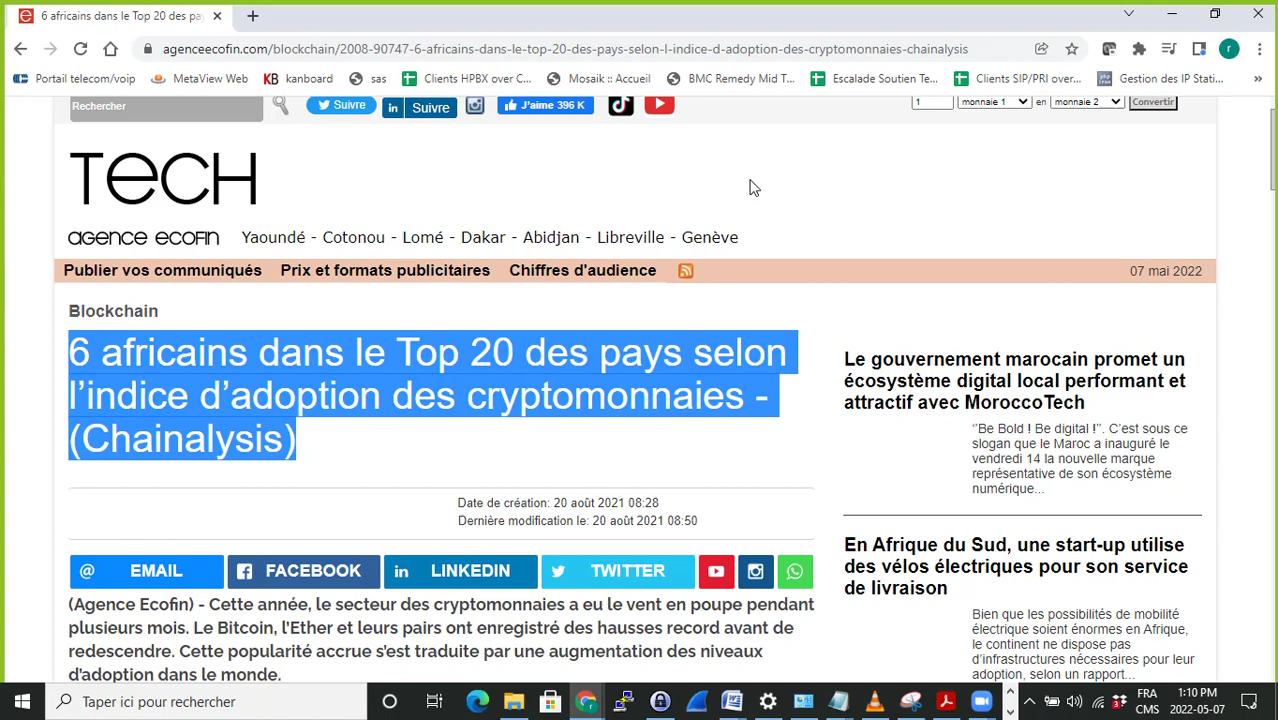 6 africains dans le Top 20 des pa
agenceecofin.com/blockchain/2008-90747-6-africains-dans-le-top-20-des-pays-selon-l-indice-d-adoption-des-cryptomonnaies-chainalysis
r
Portail telecom/voip MetaView Web KB kanboard sas Clients HPBX over C... Mosaik :: Accueil BMC Remedy Mid T... Escalade Soutien Te... Clients SIP/PRI over... Gestion des IP Stati... »
Rechercher Suivre in Suivre J'aime 396 K 1 monnaie 1 en monnaie 2 Convertir
TECH
agence ecofin Yaoundé - Cotonou - Lomé - Dakar - Abidjan - Libreville - Genève
Publier vos communiqués Prix et formats publicitaires Chiffres d'audience 07 mai 2022
Blockchain
6 africains dans le Top 20 des pays selon
l’indice d’adoption des cryptomonnaies -
(Chainalysis)
Date de création: 20 août 2021 08:28
Dernière modification le: 20 août 2021 08:50
@ EMAIL FACEBOOK in LINKEDIN TWITTER
(Agence Ecofin) - Cette année, le secteur des cryptomonnaies a eu le vent en poupe pendant
plusieurs mois. Le Bitcoin, l’Ether et leurs pairs ont enregistré des hausses record avant de
redescendre. Cette popularité accrue s’est traduite par une augmentation des niveaux
d’adoption dans le monde.
Le gouvernement marocain promet un
écosystème digital local performant et
attractif avec MoroccoTech
‘‘Be Bold ! Be digital !’’. C’est sous ce
slogan que le Maroc a inauguré le
vendredi 14 la nouvelle marque
représentative de son écosystème
numérique...
En Afrique du Sud, une start-up utilise
des vélos électriques pour son service
de livraison
Bien que les possibilités de mobilité
électrique soient énormes en Afrique,
le continent ne dispose pas
d’infrastructures nécessaires pour leur
adoption, selon un rapport...
Taper ici pour rechercher
FRA
CMS
1:10 PM
2022-05-07